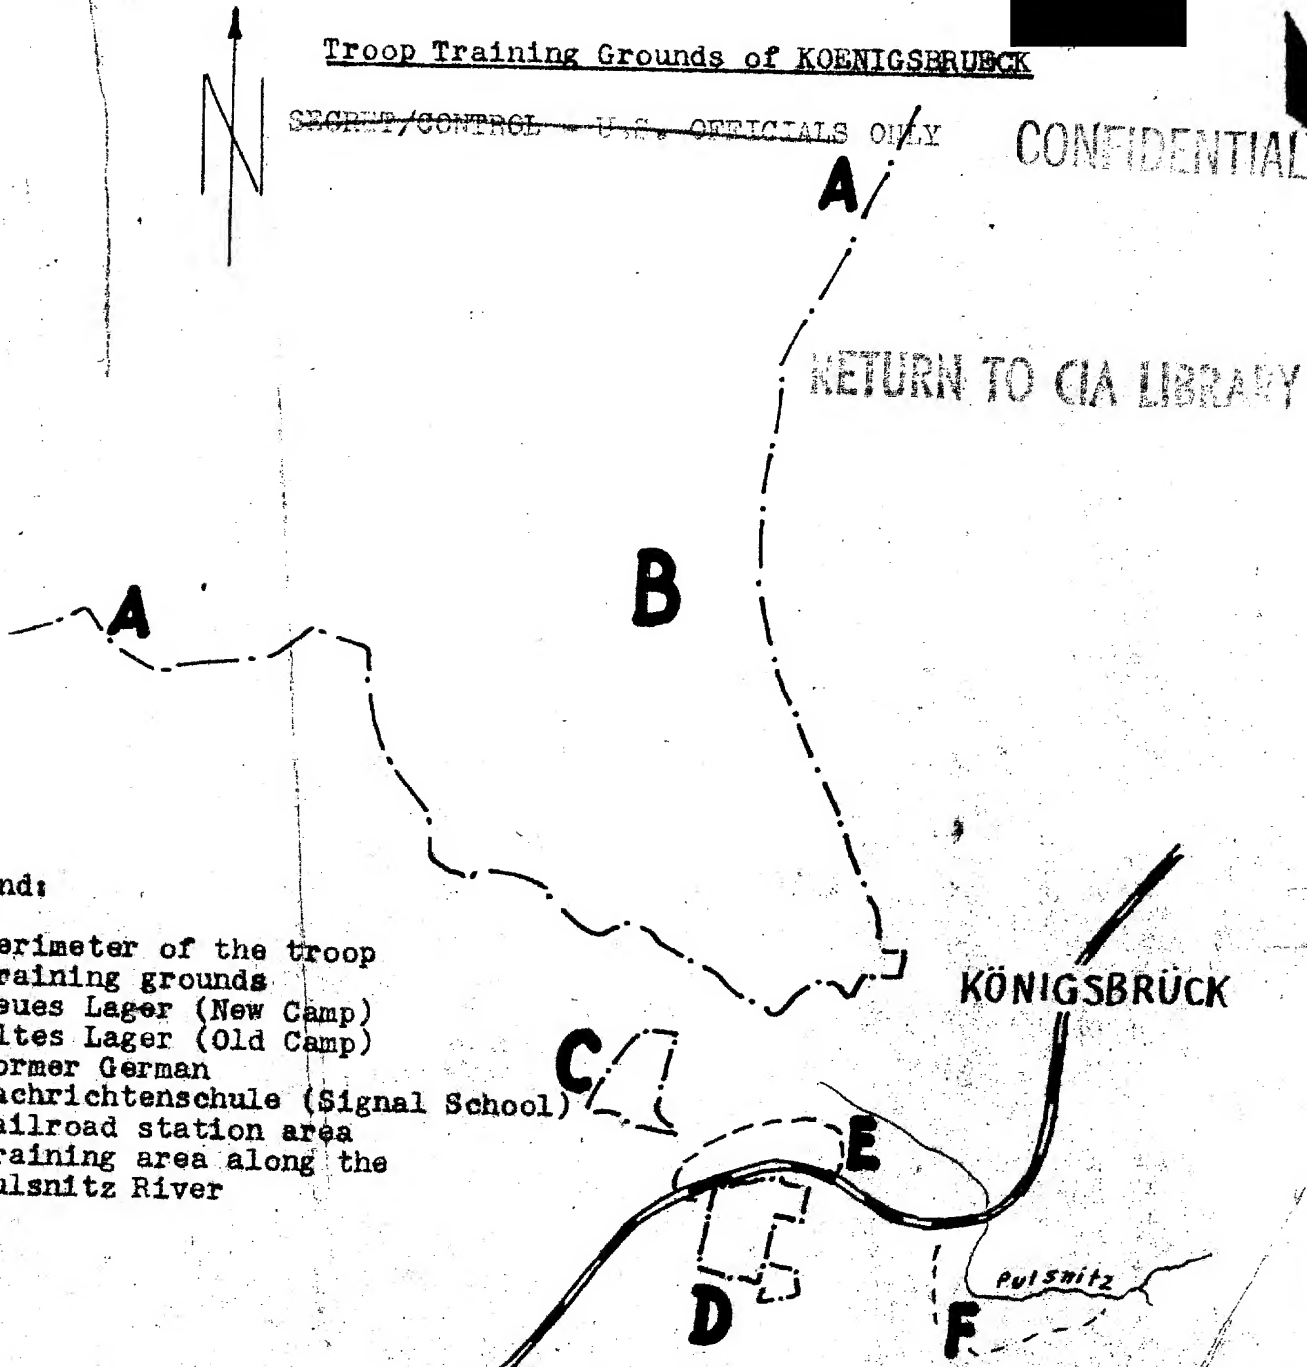 Troop Training Grounds of KOENIGSBRUECK
SECRET/CONTROL - U.S. OFFICIALS ONLY
CONFIDENTIAL
N
A
RETURN TO CIA LIBRARY
B
A
nd:
erimeter of the troop
raining grounds
eues Lager (New Camp)
ltes Lager (Old Camp)
ormer German
achrichtenschule (Signal School)
ailroad station area
raining area along the
ulsnitz River
KÖNIGSBRÜCK
C
E
D
Pulsnitz
F